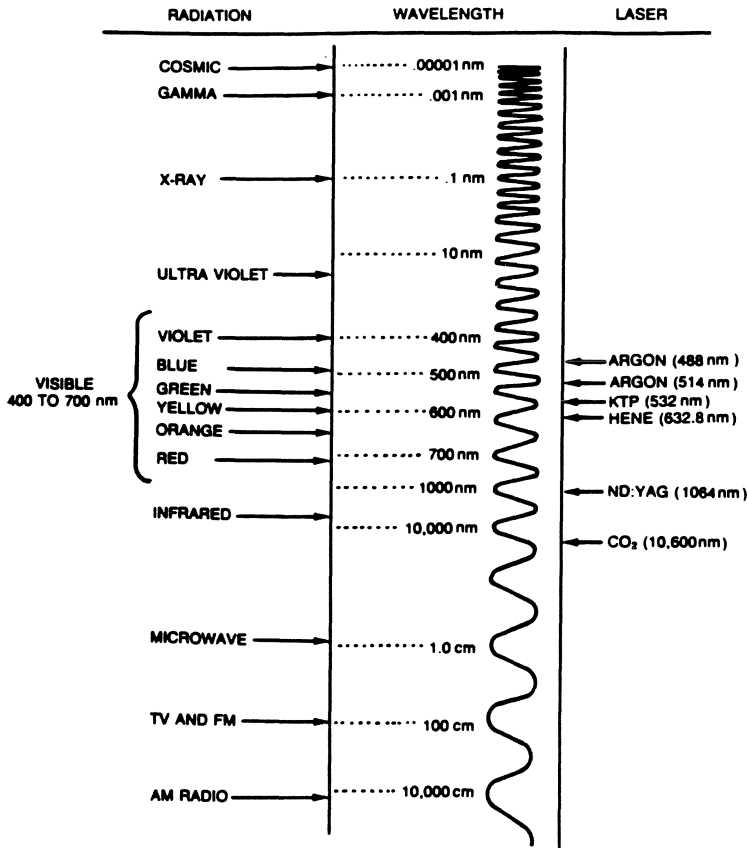 RADIATION WAVELENGTH LASER
COSMIC .00001 nm
GAMMA .001 nm
X-RAY .1 nm
10 nm
ULTRA VIOLET
VIOLET 400 nm
ARGON (488 nm)
BLUE 500 nm
VISIBLE
400 TO 700 nm
ARGON (514 nm)
GREEN
KTP (532 nm)
YELLOW 600 nm
HENE (632.8 nm)
ORANGE
RED 700 nm
1000 nm
ND:YAG (1064 nm)
INFRARED
10,000 nm
CO₂ (10,600 nm)
MICROWAVE 1.0 cm
TV AND FM 100 cm
AM RADIO 10,000 cm